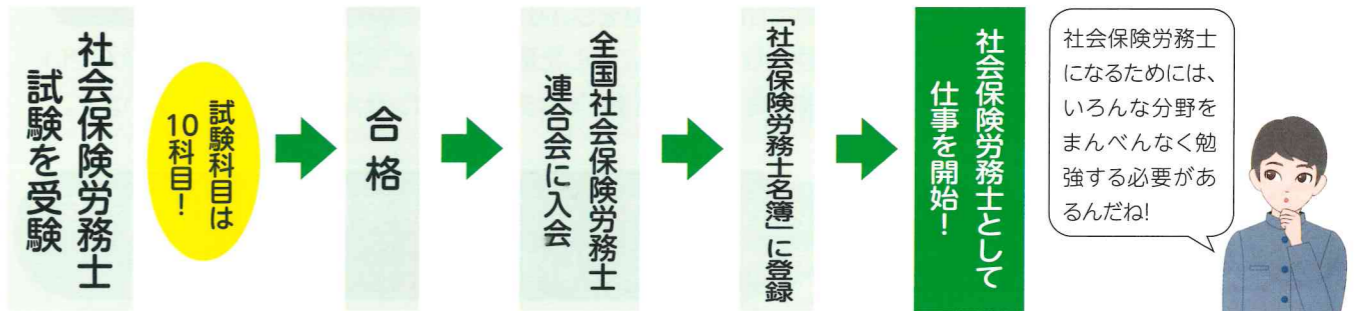 社会保険労務士
試験を受験
試験科目は
10科目！
合格
全国社会保険労務士
連合会に入会
「社会保険労務士名簿」に登録
社会保険労務士として
仕事を開始！
社会保険労務士
になるためには、
いろんな分野を
まんべんなく勉
強する必要があ
るんだね!